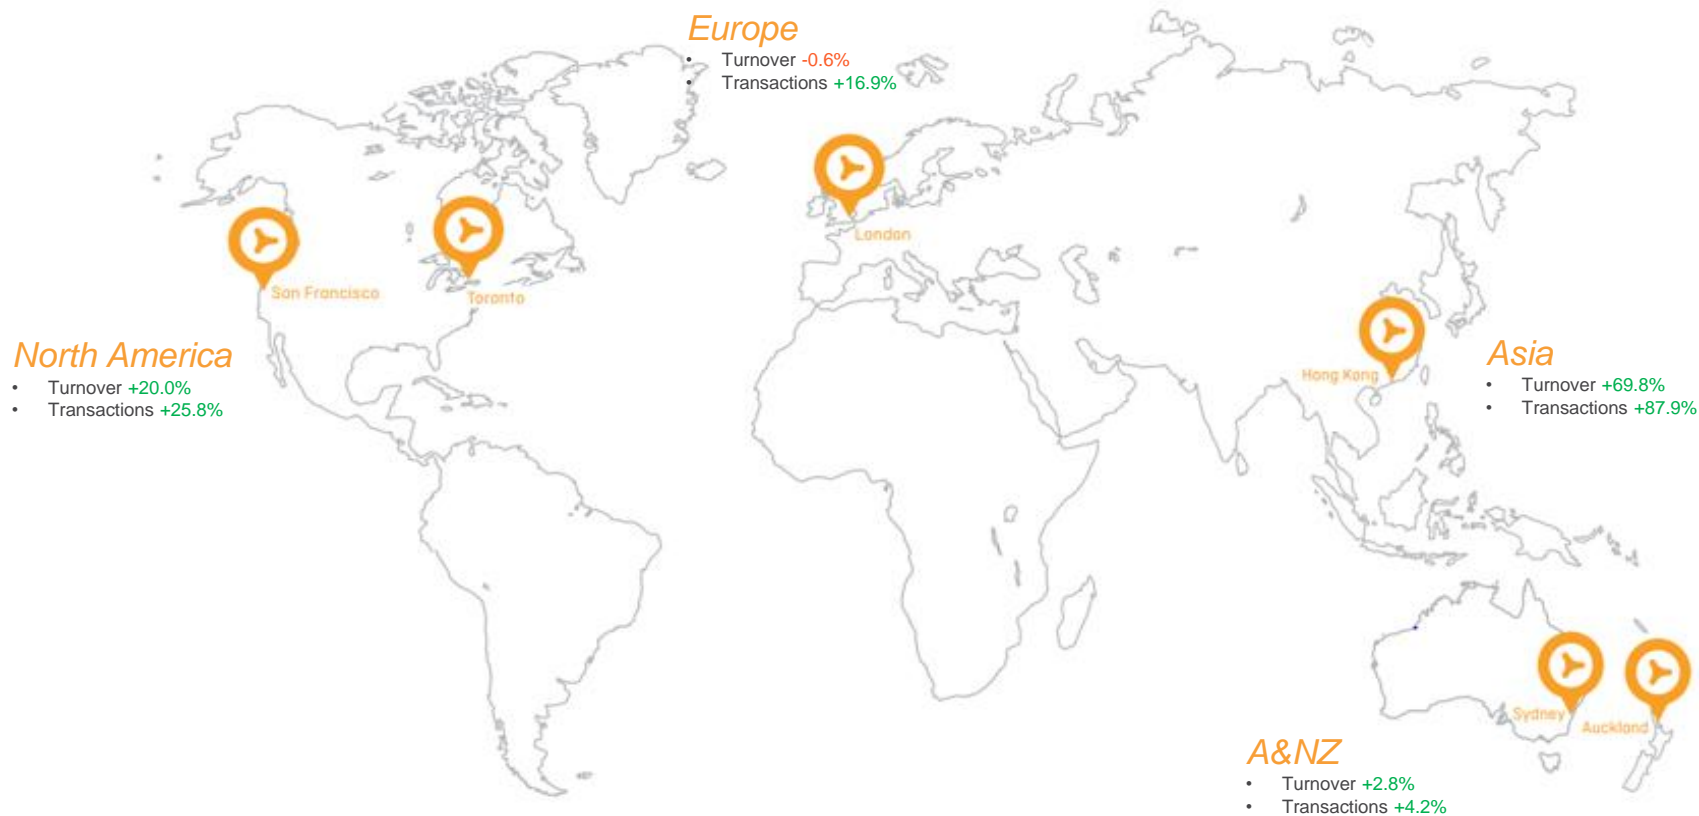 Europe
• Turnover -0.6%
• Transactions +16.9%
London
San Francisco
Toronto
North America
• Turnover +20.0%
• Transactions +25.8%
Hong Kong
Asia
• Turnover +69.8%
• Transactions +87.9%
Sydney
Auckland
A&NZ
• Turnover +2.8%
• Transactions +4.2%